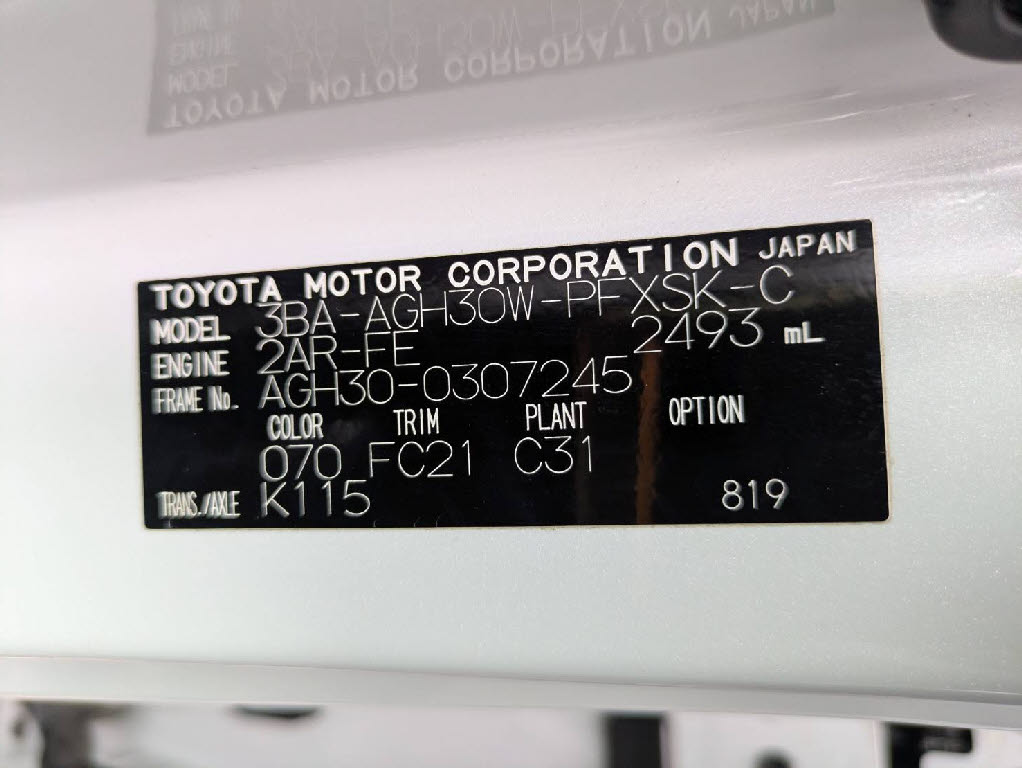 TOYOTA MOTOR CORPORATION JAPAN
MODEL 3BA-AGH30W-PFXSK-C
ENGINE 2AR-FE 2493 mL
FRAME No. AGH30-0307245
COLOR TRIM PLANT OPTION
070 FC21 C31
TRANS./AXLE K115 819